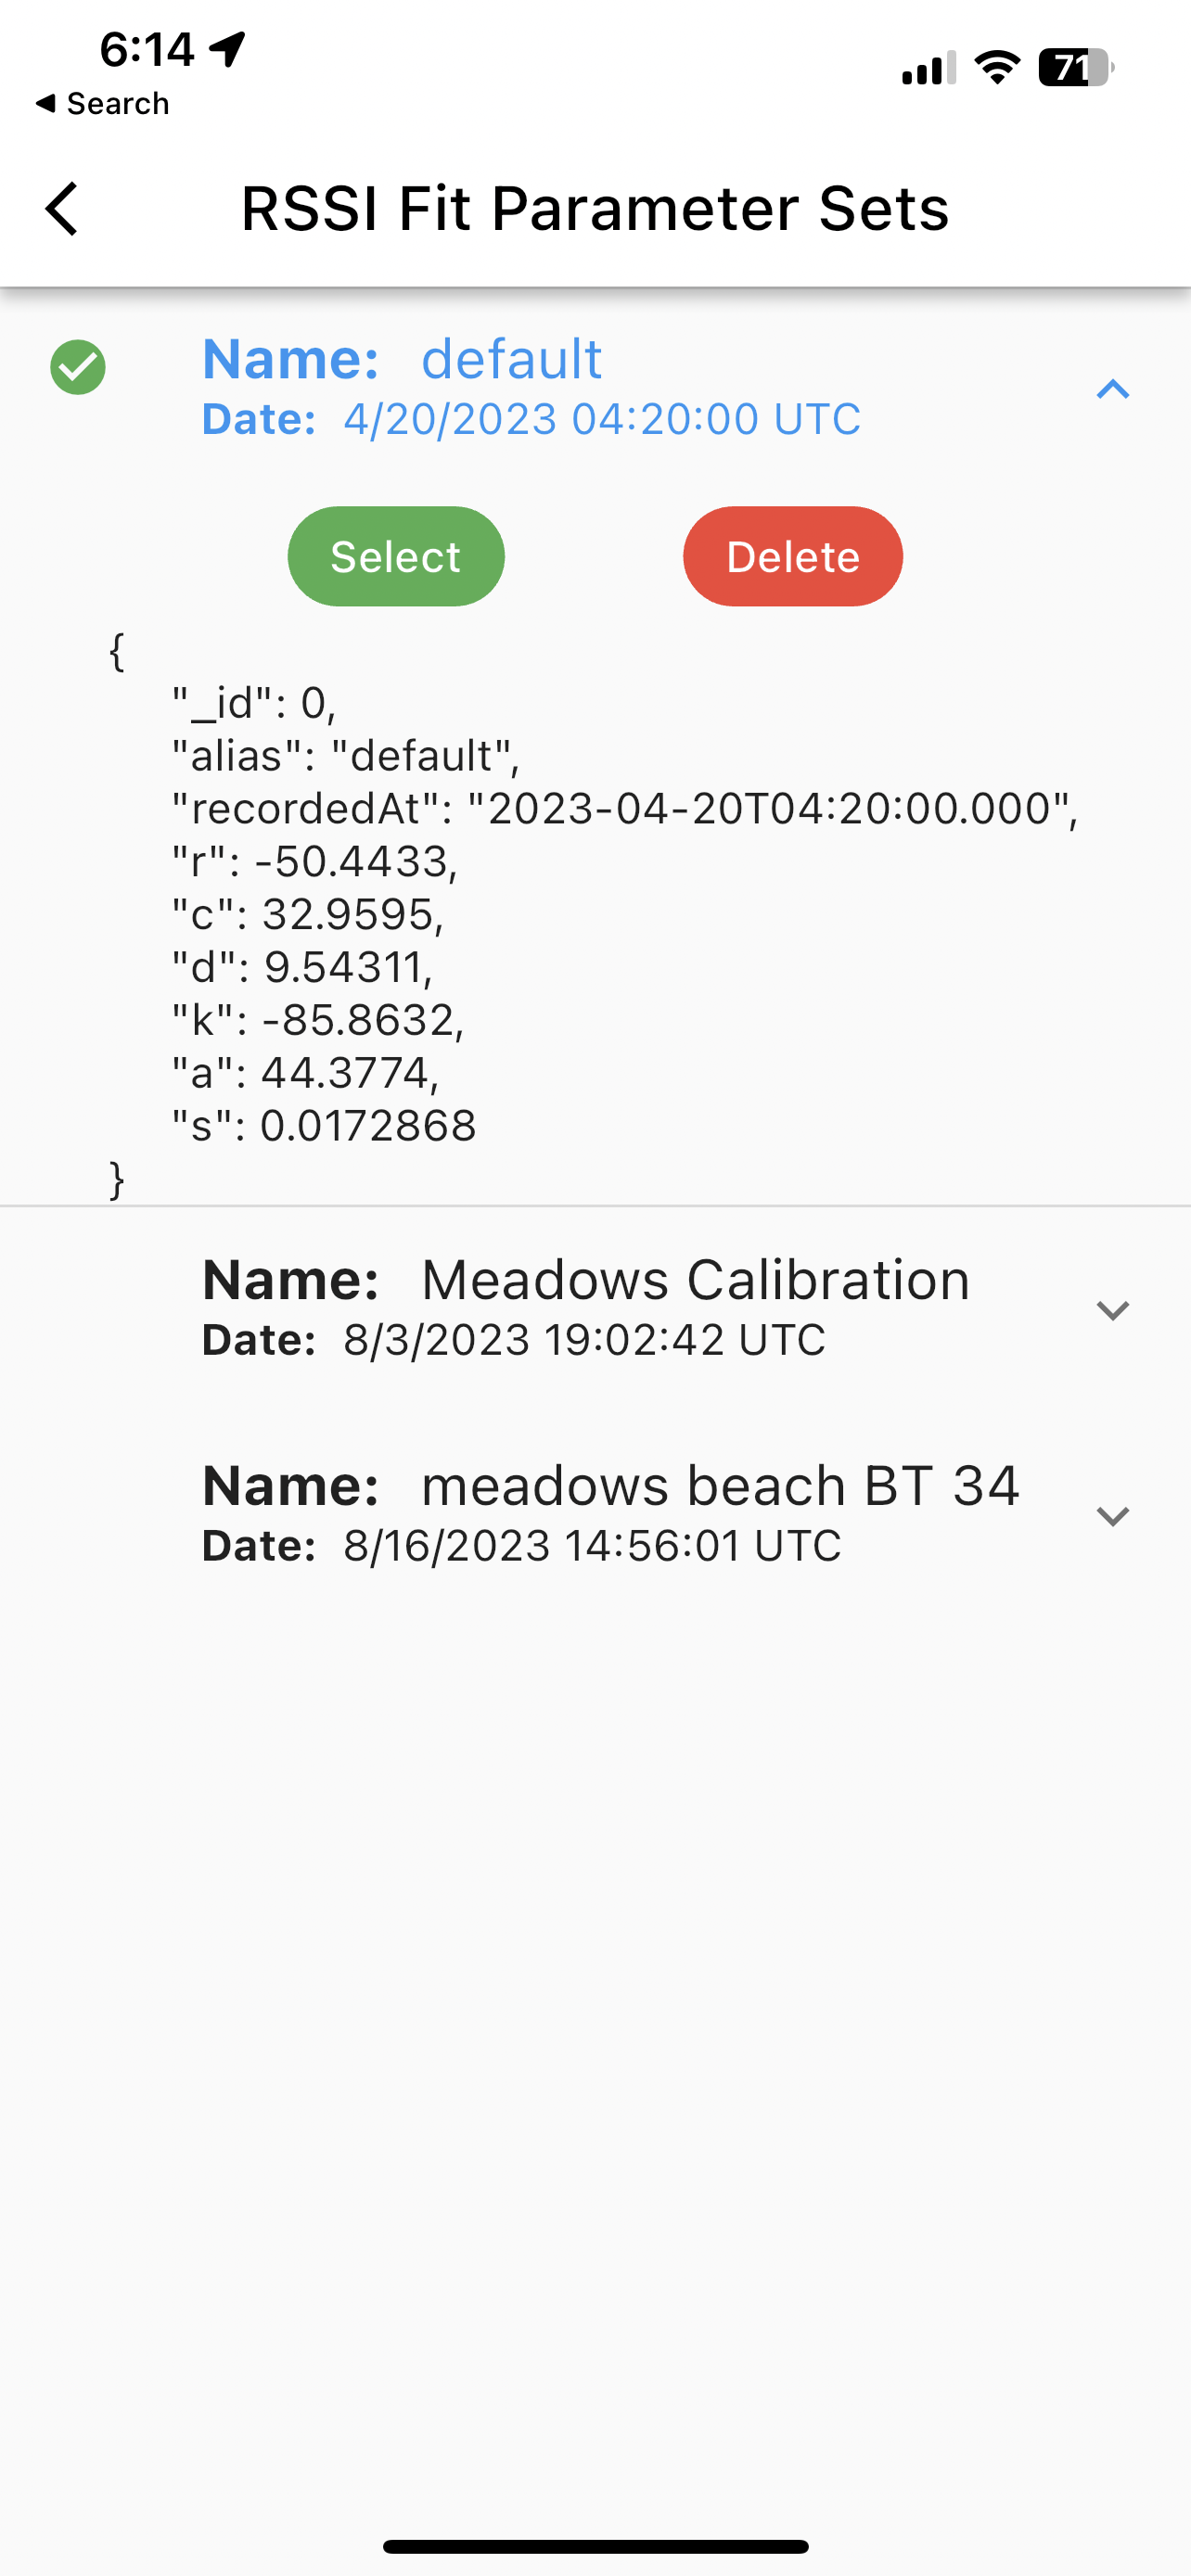 6:14
Search
71
RSSI Fit Parameter Sets
Name: default
Date: 4/20/2023 04:20:00 UTC
Select
Delete
{
"_id": 0,
"alias": "default",
"recordedAt": "2023-04-20T04:20:00.000",
"r": -50.4433,
"c": 32.9595,
"d": 9.54311,
"k": -85.8632,
"a": 44.3774,
"s": 0.0172868
}
Name: Meadows Calibration
Date: 8/3/2023 19:02:42 UTC
Name: meadows beach BT 34
Date: 8/16/2023 14:56:01 UTC